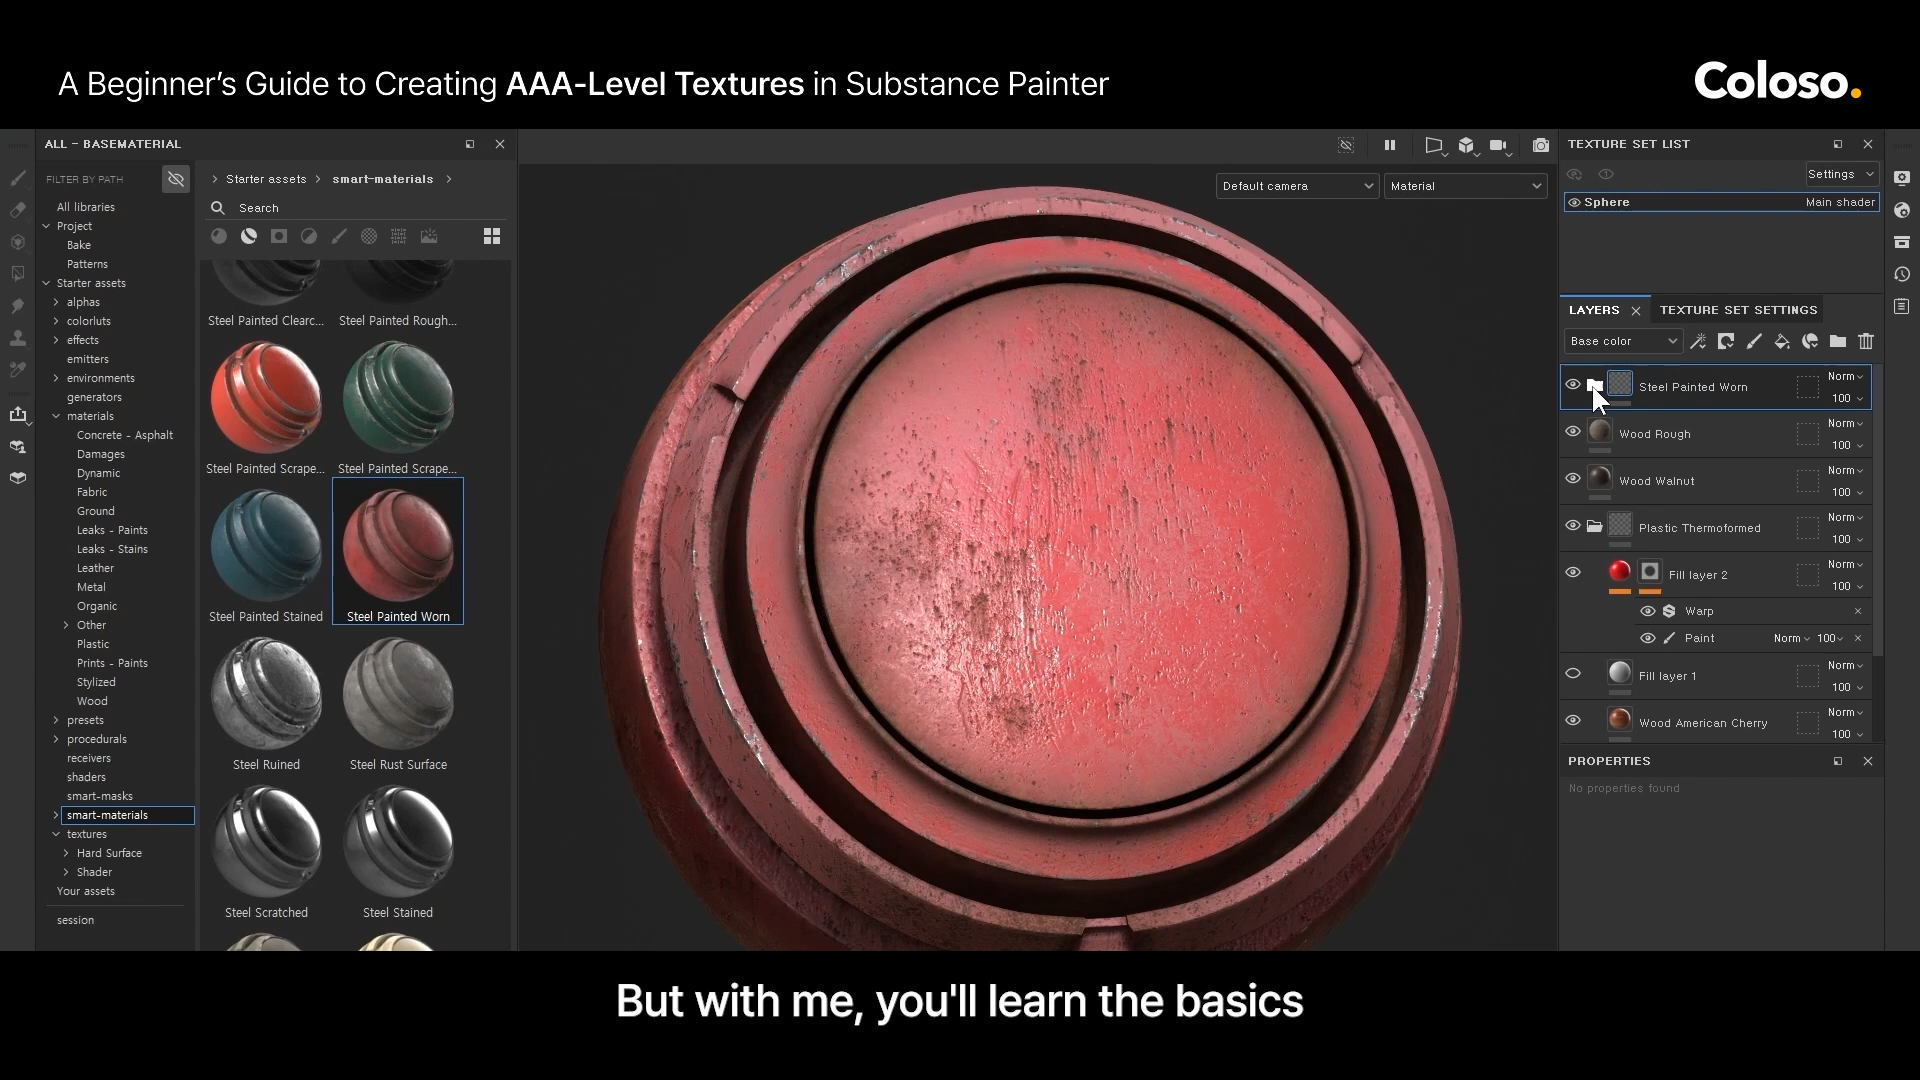 A Beginner's Guide to Creating AAA-Level Textures in Substance Painter
Coloso.
ALL - BASEMATERIAL
FILTER BY PATH
All libraries
Project
Bake
Patterns
Starter assets
alphas
colorluts
effects
emitters
environments
generators
materials
Concrete - Asphalt
Damages
Dynamic
Fabric
Ground
Leaks - Paints
Leaks - Stains
Leather
Metal
Organic
Other
Plastic
Prints - Paints
Stylized
Wood
presets
procedurals
receivers
shaders
smart-masks
smart-materials
textures
Hard Surface
Shader
Your assets
session
Starter assets
smart-materials
Search
Steel Painted Clearc...
Steel Painted Rough...
Steel Painted Scrape...
Steel Painted Scrape...
Steel Painted Stained
Steel Painted Worn
Steel Ruined
Steel Rust Surface
Steel Scratched
Steel Stained
Default camera
Material
TEXTURE SET LIST
Settings
Sphere
Main shader
LAYERS
TEXTURE SET SETTINGS
Base color
Steel Painted Worn
Norm
100
Wood Rough
Norm
100
Wood Walnut
Norm
100
Plastic Thermoformed
Norm
100
Fill layer 2
Norm
100
Warp
Paint
Norm
100
Fill layer 1
Norm
100
Wood American Cherry
Norm
100
PROPERTIES
No properties found
But with me, you'll learn the basics